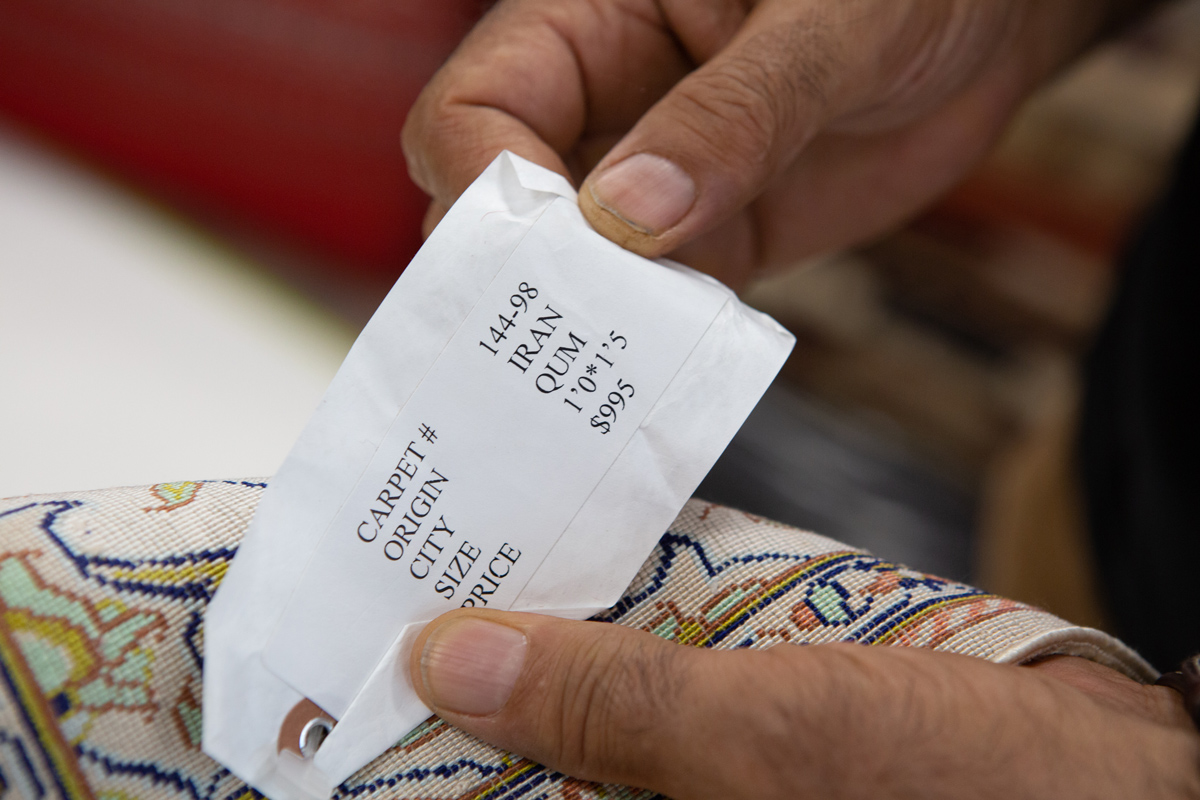 CARPET # 144-98
ORIGIN IRAN
CITY QUM
SIZE 1'0*1'5
PRICE $995